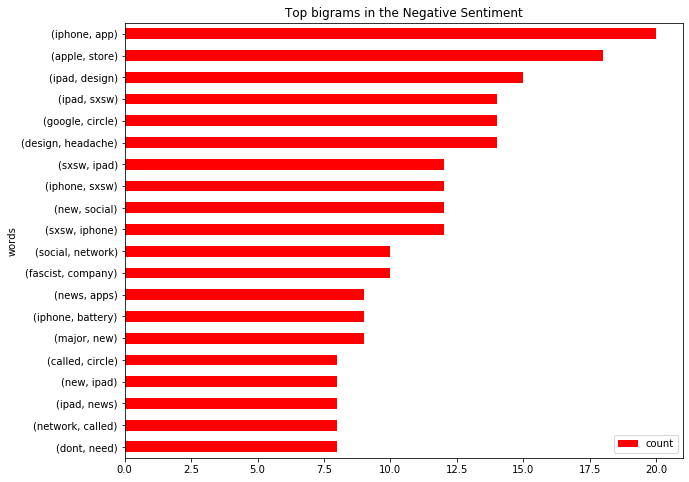 Top bigrams in the Negative Sentiment
(iphone, app)
(apple, store)
(ipad, design)
(ipad, sxsw)
(google, circle)
(design, headache)
(sxsw, ipad)
(iphone, sxsw)
(new, social)
(sxsw, iphone)
(social, network)
(fascist, company)
(news, apps)
(iphone, battery)
(major, new)
(called, circle)
(new, ipad)
(ipad, news)
(network, called)
(dont, need)
words
count
0.0 2.5 5.0 7.5 10.0 12.5 15.0 17.5 20.0